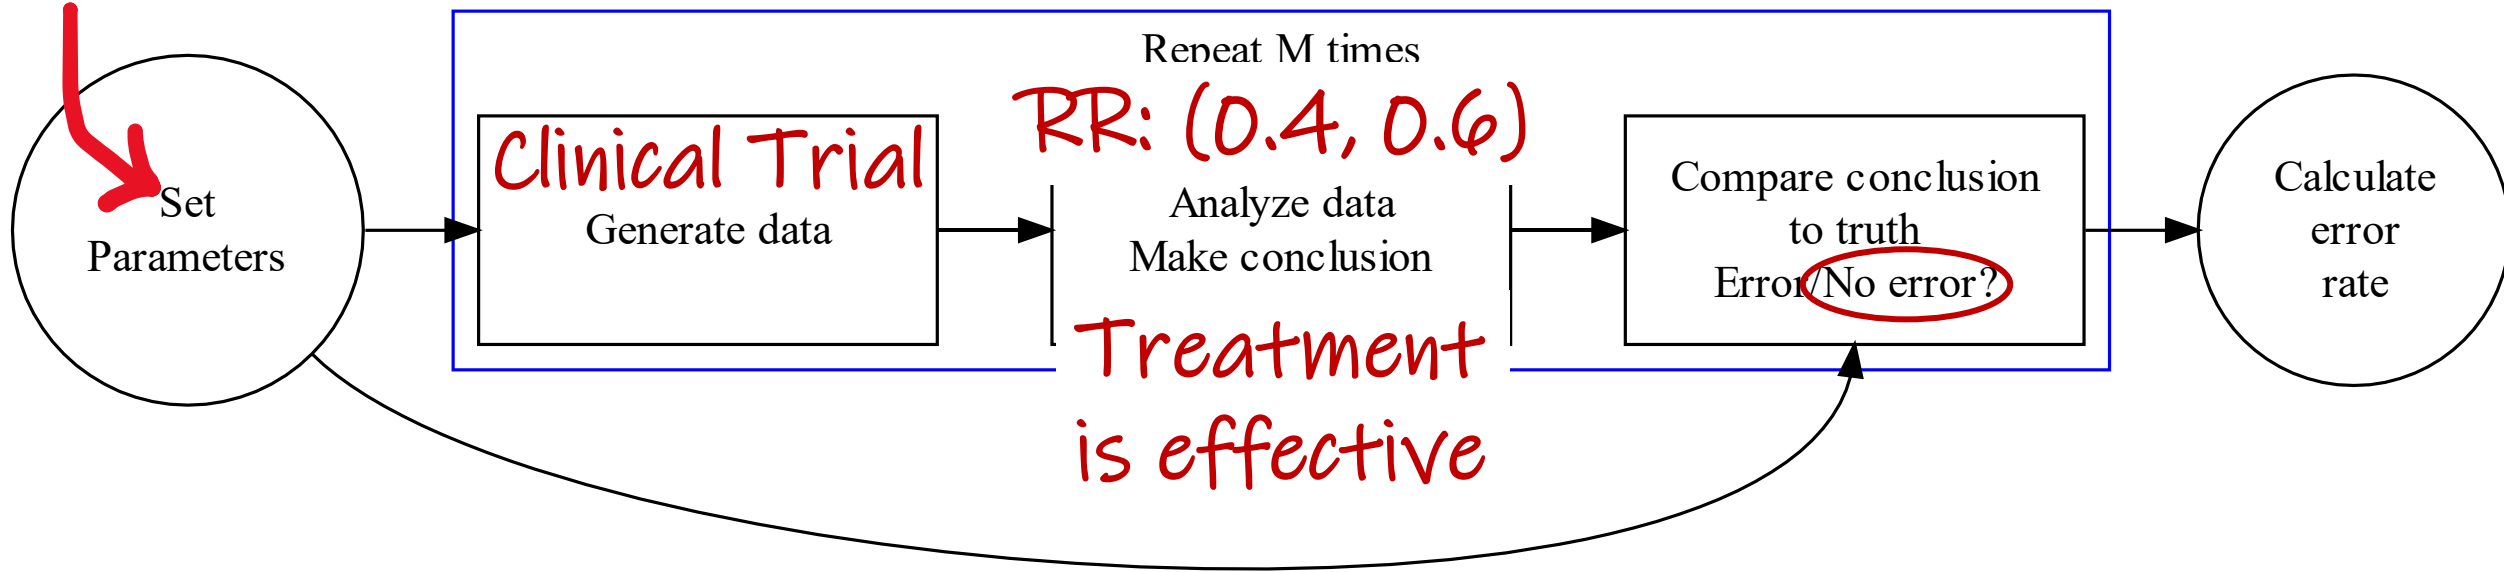 Repeat M times
Set
Parameters
Clinical Trial
Generate data
RR: (0.4, 0.6)
Analyze data
Make conclusion
Treatment
is effective
Compare conclusion
to truth
Error/No error?
Calculate
error
rate